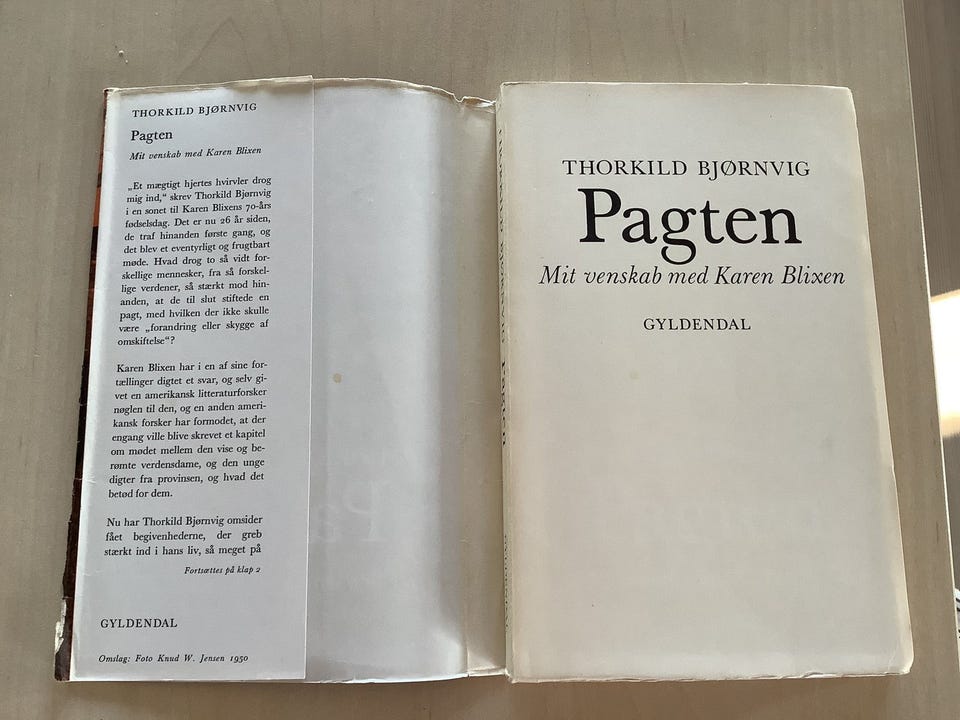 THORKILD BJØRNVIG
Pagten
Mit venskab med Karen Blixen
„Et mægtigt hjertes hvirvler drog
mig ind,“ skrev Thorkild Bjørnvig
i en sonet til Karen Blixens 70-års
fødselsdag. Det er nu 26 år siden,
de traf hinanden første gang, og
det blev et eventyrligt og frugtbart
møde. Hvad drog to så vidt for-
skellige mennesker, fra så forskel-
lige verdener, så stærkt mod hin-
anden, at de til slut stiftede en
pagt, med hvilken der ikke skulle
være „forandring eller skygge af
omskiftelse“?
Karen Blixen har i en af sine for-
tællinger digtet et svar, og selv gi-
vet en amerikansk litteraturforsker
nøglen til den, og en anden ameri-
kansk forsker har formodet, at der
engang ville blive skrevet et kapitel
om mødet mellem den vise og be-
rømte verdensdame, og den unge
digter fra provinsen, og hvad det
betød for dem.
Nu har Thorkild Bjørnvig omsider
fået begivenhederne, der greb
stærkt ind i hans liv, så meget på
Fortsættes på klap 2
GYLDENDAL
Omslag: Foto Knud W. Jensen 1950
THORKILD BJØRNVIG
Pagten
Mit venskab med Karen Blixen
GYLDENDAL